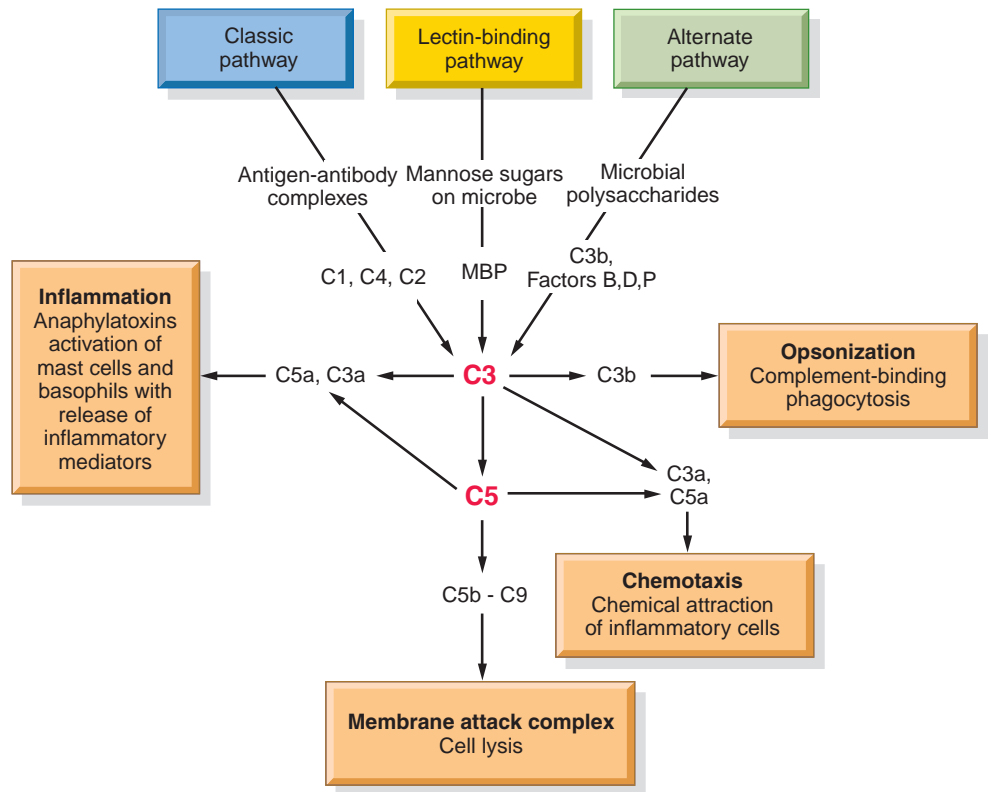 Classic
pathway
Lectin-binding
pathway
Alternate
pathway
Antigen-antibody
complexes
Mannose sugars
on microbe
Microbial
polysaccharides
C1, C4, C2
MBP
C3b,
Factors B,D,P
Inflammation
Anaphylatoxins
activation of
mast cells and
basophils with
release of
inflammatory
mediators
C5a, C3a
C3
C3b
Opsonization
Complement-binding
phagocytosis
C5
C3a,
C5a
C5b - C9
Chemotaxis
Chemical attraction
of inflammatory cells
Membrane attack complex
Cell lysis